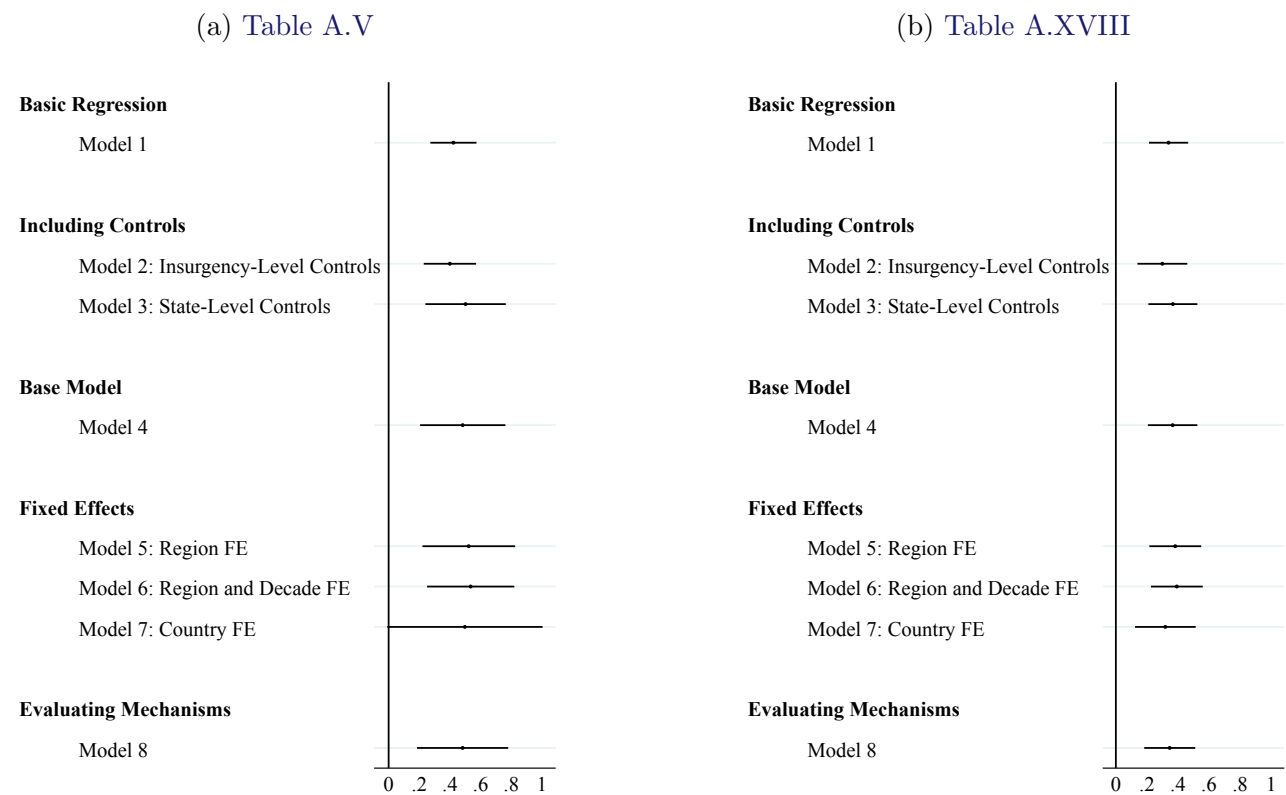 (a) Table A.V
Basic Regression
Model 1
Including Controls
Model 2: Insurgency-Level Controls
Model 3: State-Level Controls
Base Model
Model 4
Fixed Effects
Model 5: Region FE
Model 6: Region and Decade FE
Model 7: Country FE
Evaluating Mechanisms
Model 8
0 .2 .4 .6 .8 1
(b) Table A.XVIII
Basic Regression
Model 1
Including Controls
Model 2: Insurgency-Level Controls
Model 3: State-Level Controls
Base Model
Model 4
Fixed Effects
Model 5: Region FE
Model 6: Region and Decade FE
Model 7: Country FE
Evaluating Mechanisms
Model 8
0 .2 .4 .6 .8 1